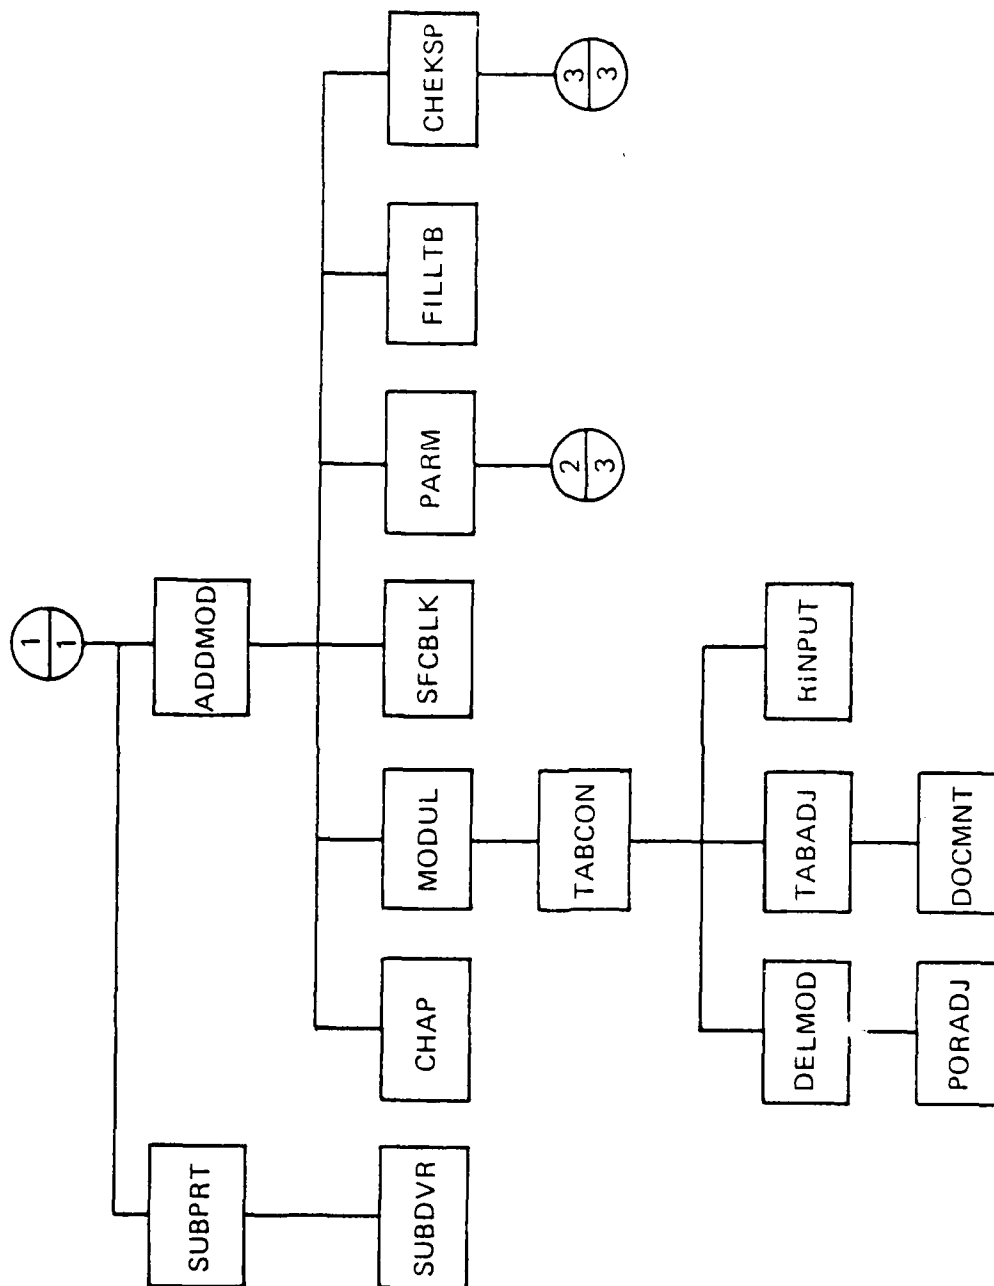 1
1
SUBPRT
ADDMOD
SUBDVR
CHAP
MODUL
SFCBLK
PARM
FILLTB
CHEKSP
2
3
3
3
TABCON
DELMOD
TABADJ
RINPUT
PORADJ
DOCMNT